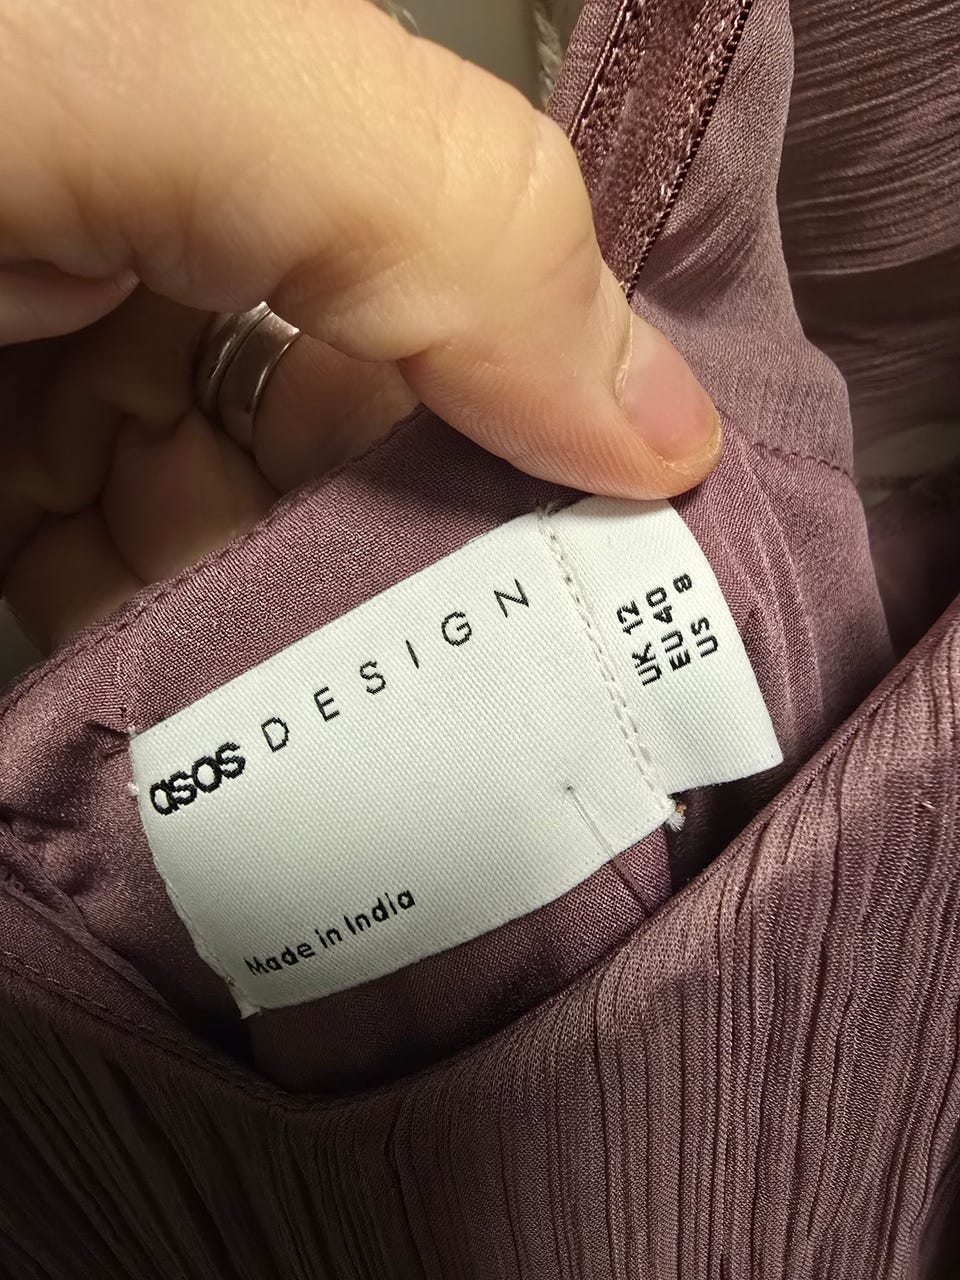 asos DESIGN
Made in India
UK 12
EU 40
US 8